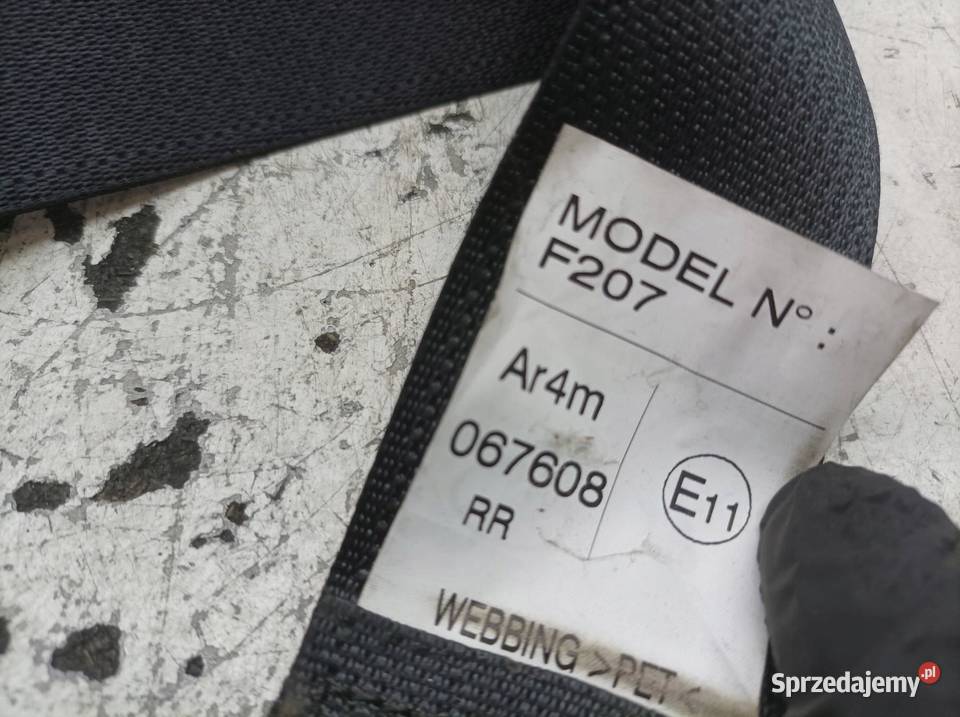 MODEL N° :
F207
Ar4m
067608
RR
E11
WEBBING >PET<
Sprzedajemy.pl